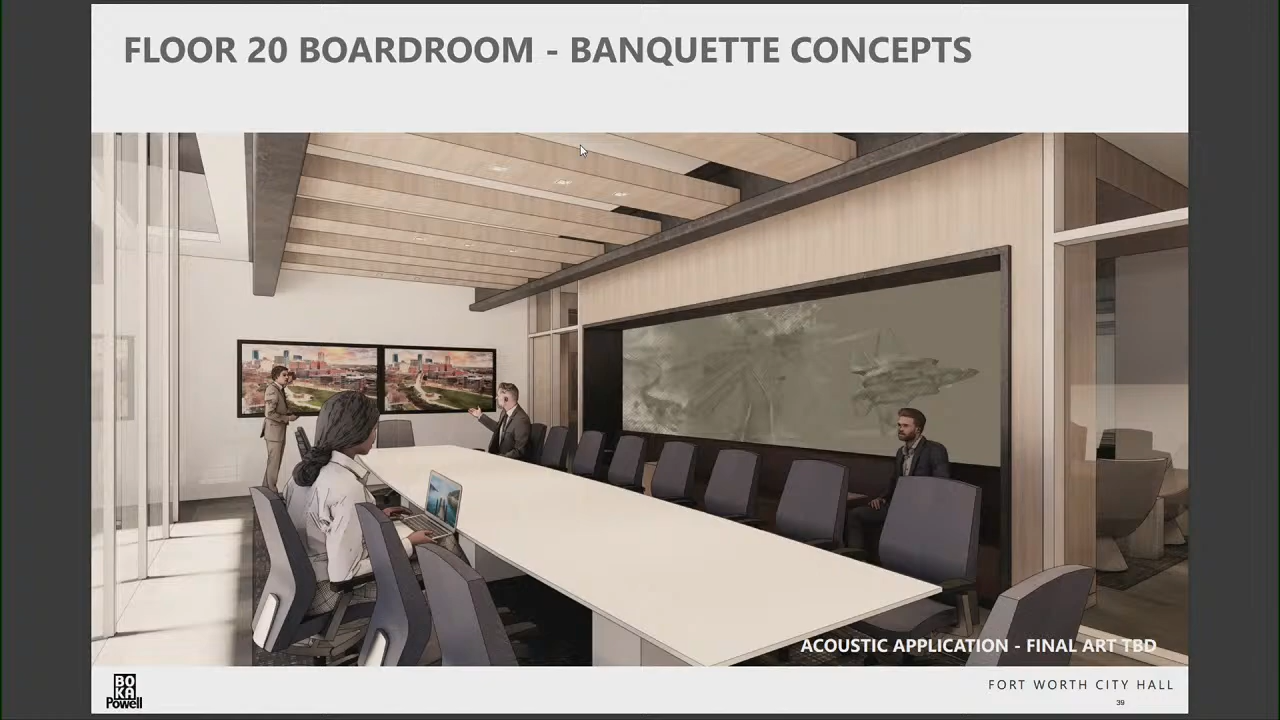 FLOOR 20 BOARDROOM - BANQUETTE CONCEPTS
ACOUSTIC APPLICATION - FINAL ART TBD
BO
KA
Powell
FORT WORTH CITY HALL
39